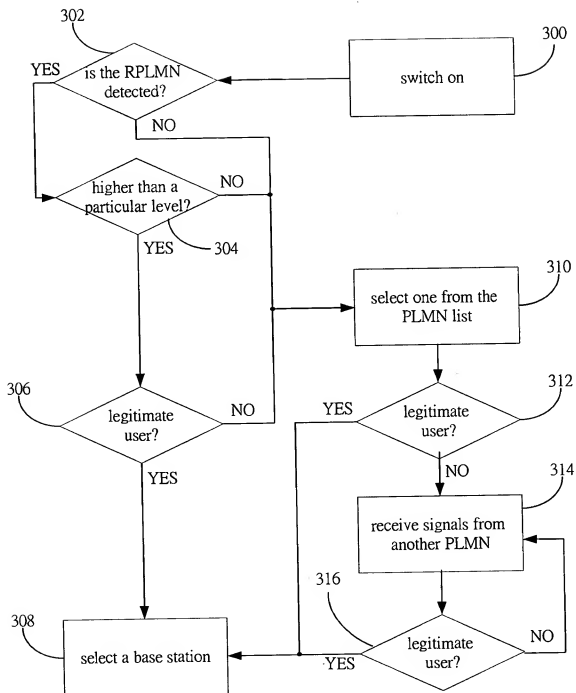 302
300
YES
is the RPLMN
detected?
switch on
NO
higher than a
particular level?
NO
YES
304
310
select one from the
PLMN list
306
312
legitimate
user?
NO
YES
legitimate
user?
YES
NO
314
receive signals from
another PLMN
316
308
select a base station
YES
legitimate
user?
NO